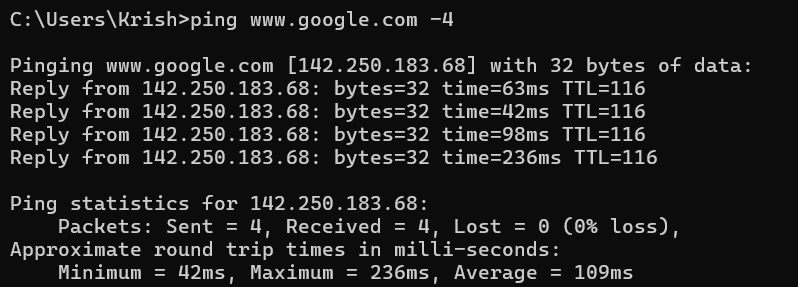 C:\Users\Krish>ping www.google.com -4
Pinging www.google.com [142.250.183.68] with 32 bytes of data:
Reply from 142.250.183.68: bytes=32 time=63ms TTL=116
Reply from 142.250.183.68: bytes=32 time=42ms TTL=116
Reply from 142.250.183.68: bytes=32 time=98ms TTL=116
Reply from 142.250.183.68: bytes=32 time=236ms TTL=116
Ping statistics for 142.250.183.68:
Packets: Sent = 4, Received = 4, Lost = 0 (0% loss),
Approximate round trip times in milli-seconds:
Minimum = 42ms, Maximum = 236ms, Average = 109ms